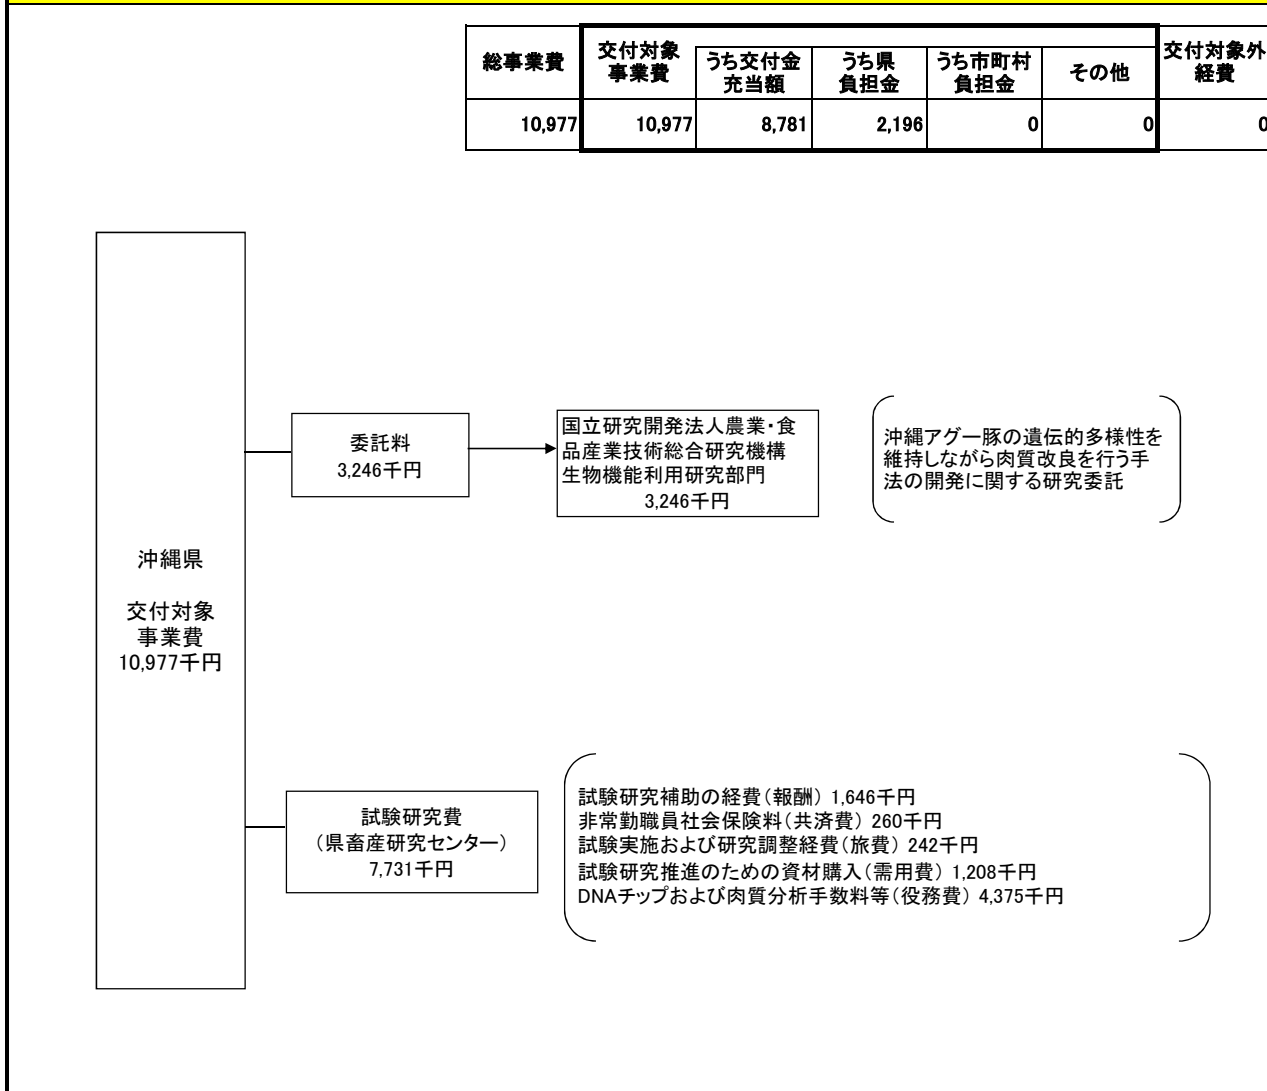 総事業費
交付対象
事業費
うち交付金
充当額
うち県
負担金
うち市町村
負担金
その他
交付対象外
経費
10,977
10,977
8,781
2,196
0
0
0
沖縄県
交付対象
事業費
10,977千円
委託料
3,246千円
国立研究開発法人農業・食
品産業技術総合研究機構
生物機能利用研究部門
3,246千円
沖縄アグー豚の遺伝的多様性を
維持しながら肉質改良を行う手
法の開発に関する研究委託
試験研究費
（県畜産研究センター）
7,731千円
試験研究補助の経費（報酬） 1,646千円
非常勤職員社会保険料（共済費） 260千円
試験実施および研究調整経費（旅費） 242千円
試験研究推進のための資材購入（需用費） 1,208千円
DNAチップおよび肉質分析手数料等（役務費） 4,375千円